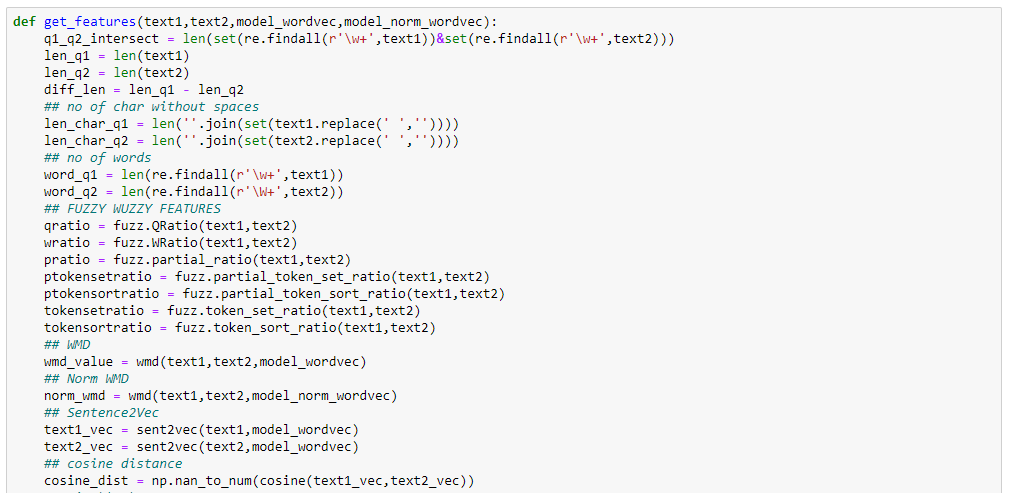 def get_features(text1,text2,model_wordvec,model_norm_wordvec):
    q1_q2_intersect = len(set(re.findall(r'\w+',text1))&set(re.findall(r'\w+',text2)))
    len_q1 = len(text1)
    len_q2 = len(text2)
    diff_len = len_q1 - len_q2
    ## no of char without spaces
    len_char_q1 = len(''.join(set(text1.replace(' ',''))))
    len_char_q2 = len(''.join(set(text2.replace(' ',''))))
    ## no of words
    word_q1 = len(re.findall(r'\w+',text1))
    word_q2 = len(re.findall(r'\w+',text2))
    ## FUZZY WUZZY FEATURES
    qratio = fuzz.QRatio(text1,text2)
    wratio = fuzz.WRatio(text1,text2)
    pratio = fuzz.partial_ratio(text1,text2)
    ptokensetratio = fuzz.partial_token_set_ratio(text1,text2)
    ptokensortratio = fuzz.partial_token_sort_ratio(text1,text2)
    tokensetratio = fuzz.token_set_ratio(text1,text2)
    tokensortratio = fuzz.token_sort_ratio(text1,text2)
    ## WMD
    wmd_value = wmd(text1,text2,model_wordvec)
    ## Norm WMD
    norm_wmd = wmd(text1,text2,model_norm_wordvec)
    ## Sentence2Vec
    text1_vec = sent2vec(text1,model_wordvec)
    text2_vec = sent2vec(text2,model_wordvec)
    ## cosine distance
    cosine_dist = np.nan_to_num(cosine(text1_vec,text2_vec))